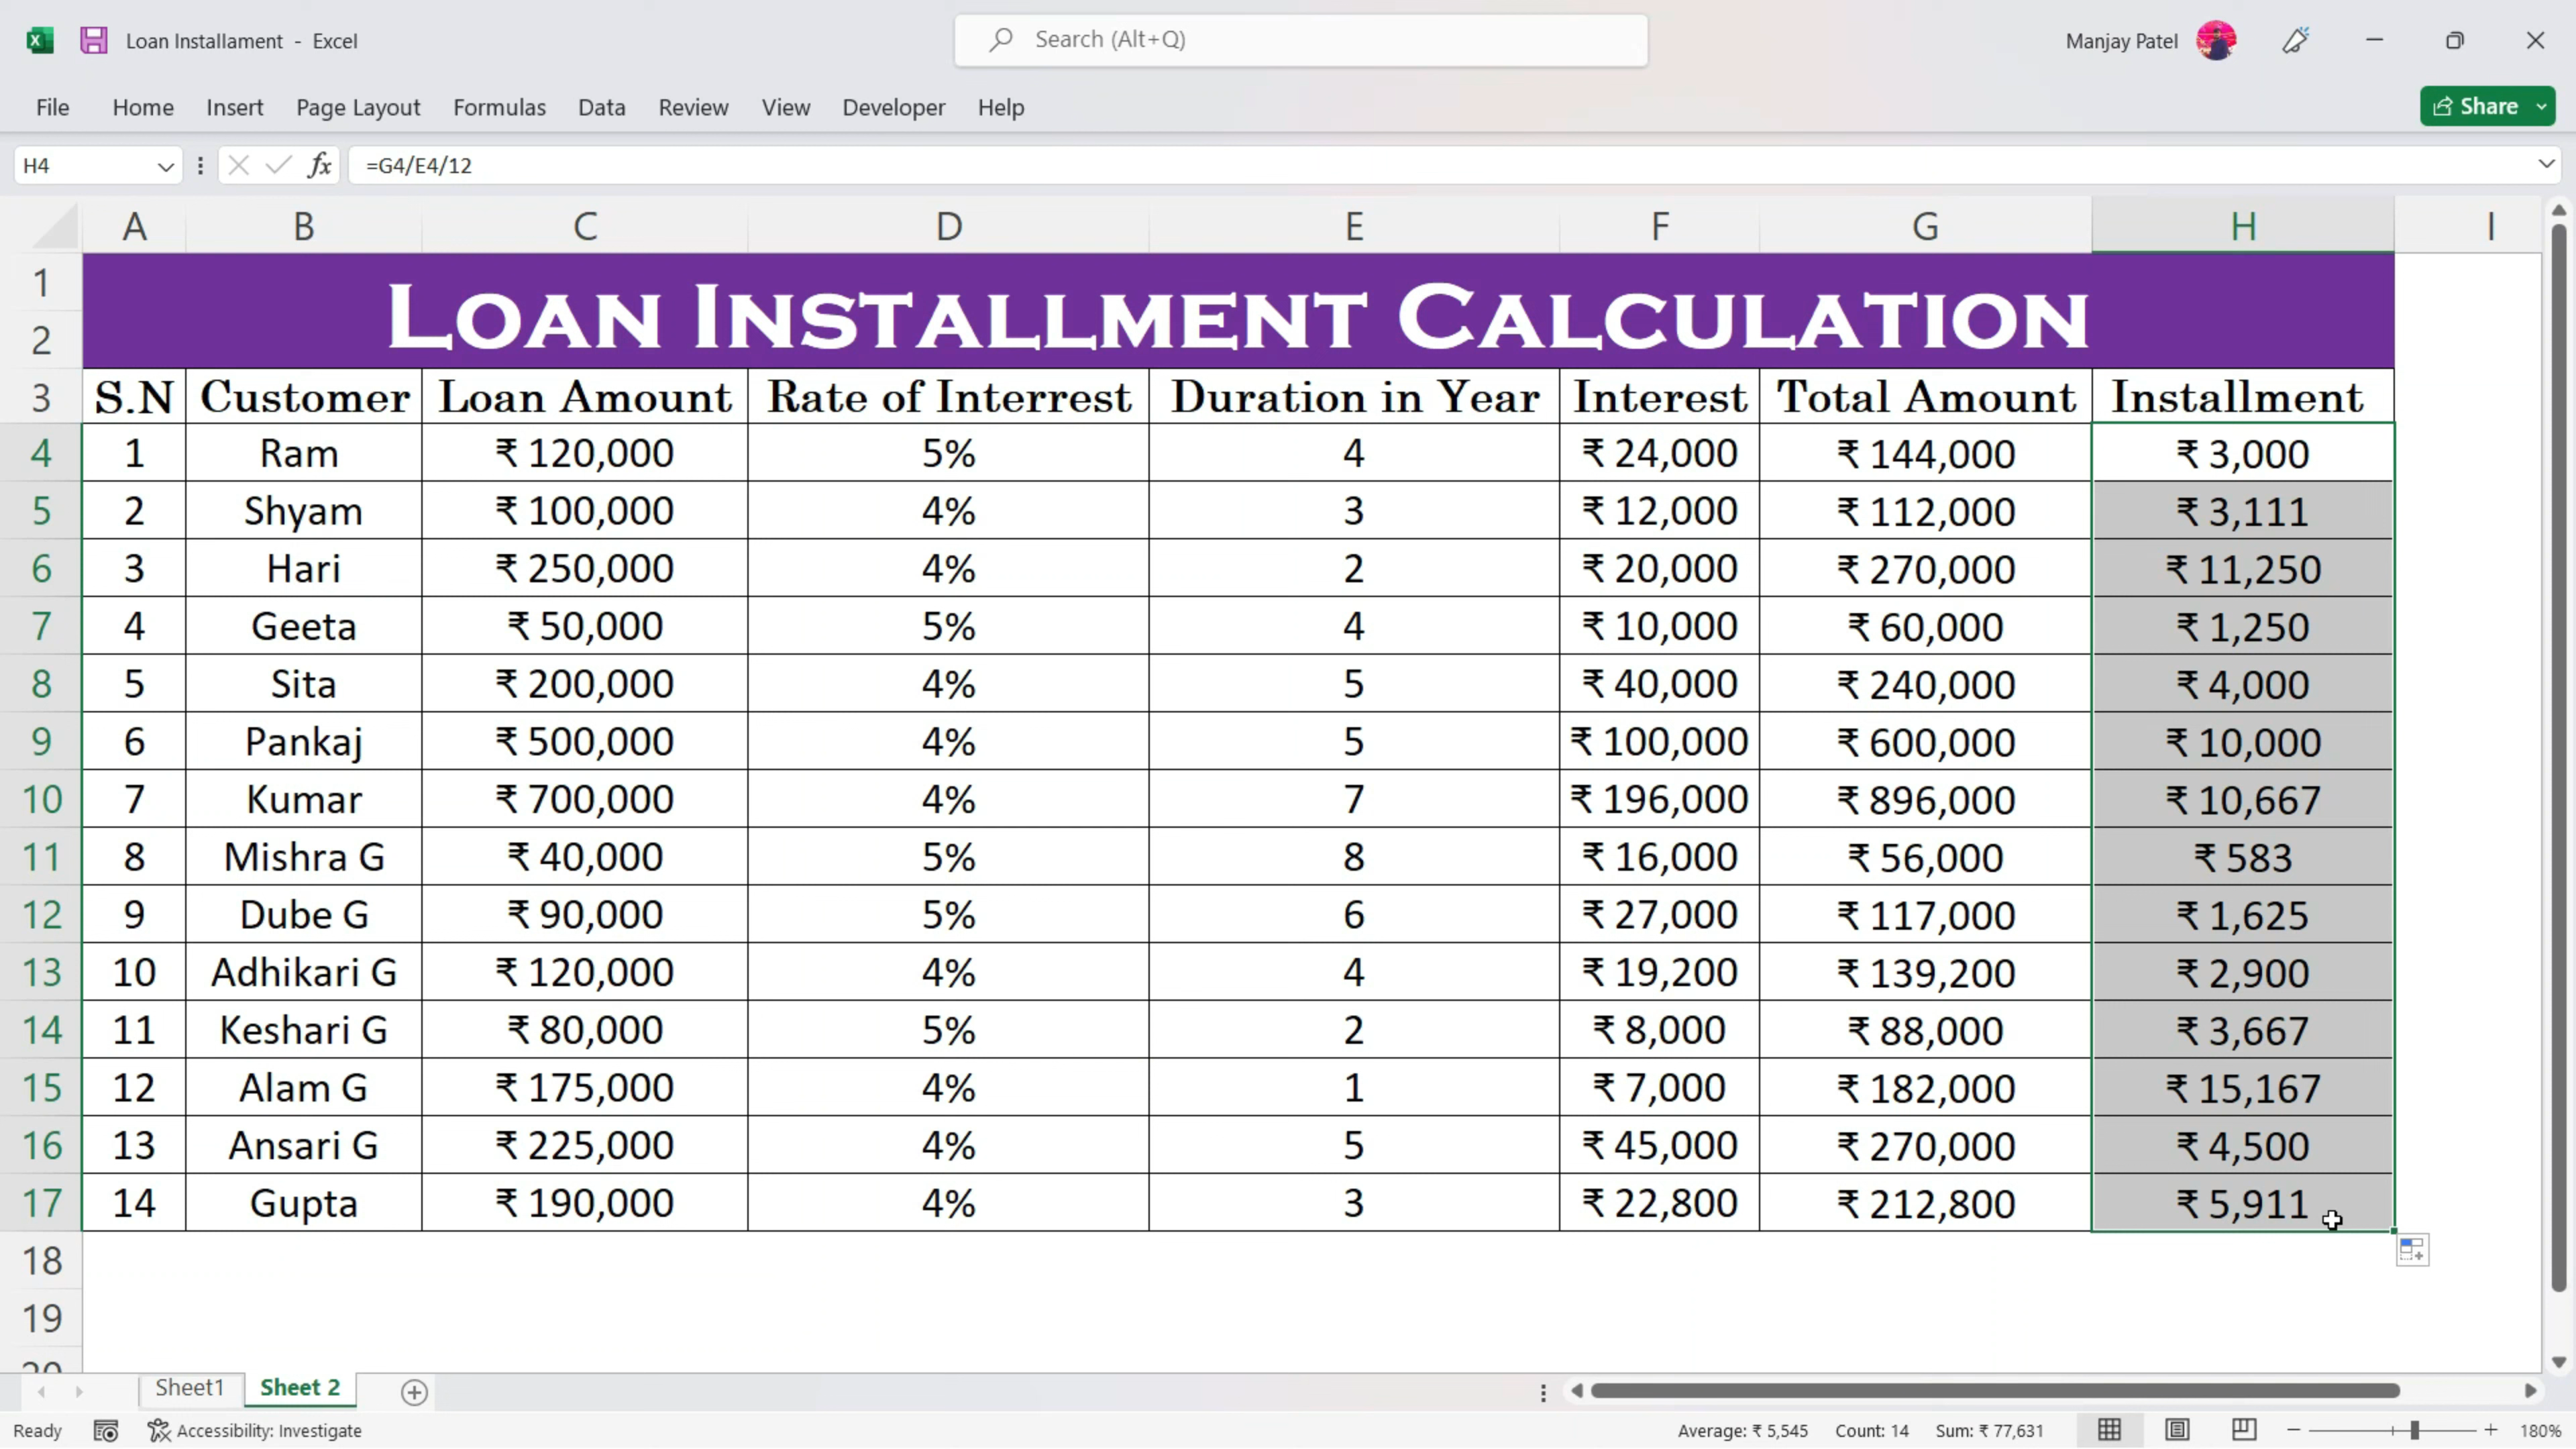 Loan Installament - Excel
Search (Alt+Q)
Manjay Patel
File Home Insert Page Layout Formulas Data Review View Developer Help
Share
H4 fx =G4/E4/12
A B C D E F G H I
1
LOAN INSTALLMENT CALCULATION
2
3 S.N Customer Loan Amount Rate of Interrest Duration in Year Interest Total Amount Installment
4 1 Ram ₹ 120,000 5% 4 ₹ 24,000 ₹ 144,000 ₹ 3,000
5 2 Shyam ₹ 100,000 4% 3 ₹ 12,000 ₹ 112,000 ₹ 3,111
6 3 Hari ₹ 250,000 4% 2 ₹ 20,000 ₹ 270,000 ₹ 11,250
7 4 Geeta ₹ 50,000 5% 4 ₹ 10,000 ₹ 60,000 ₹ 1,250
8 5 Sita ₹ 200,000 4% 5 ₹ 40,000 ₹ 240,000 ₹ 4,000
9 6 Pankaj ₹ 500,000 4% 5 ₹ 100,000 ₹ 600,000 ₹ 10,000
10 7 Kumar ₹ 700,000 4% 7 ₹ 196,000 ₹ 896,000 ₹ 10,667
11 8 Mishra G ₹ 40,000 5% 8 ₹ 16,000 ₹ 56,000 ₹ 583
12 9 Dube G ₹ 90,000 5% 6 ₹ 27,000 ₹ 117,000 ₹ 1,625
13 10 Adhikari G ₹ 120,000 4% 4 ₹ 19,200 ₹ 139,200 ₹ 2,900
14 11 Keshari G ₹ 80,000 5% 2 ₹ 8,000 ₹ 88,000 ₹ 3,667
15 12 Alam G ₹ 175,000 4% 1 ₹ 7,000 ₹ 182,000 ₹ 15,167
16 13 Ansari G ₹ 225,000 4% 5 ₹ 45,000 ₹ 270,000 ₹ 4,500
17 14 Gupta ₹ 190,000 4% 3 ₹ 22,800 ₹ 212,800 ₹ 5,911
18
19
20
Sheet1 Sheet 2
Ready Accessibility: Investigate Average: ₹ 5,545 Count: 14 Sum: ₹ 77,631 180%